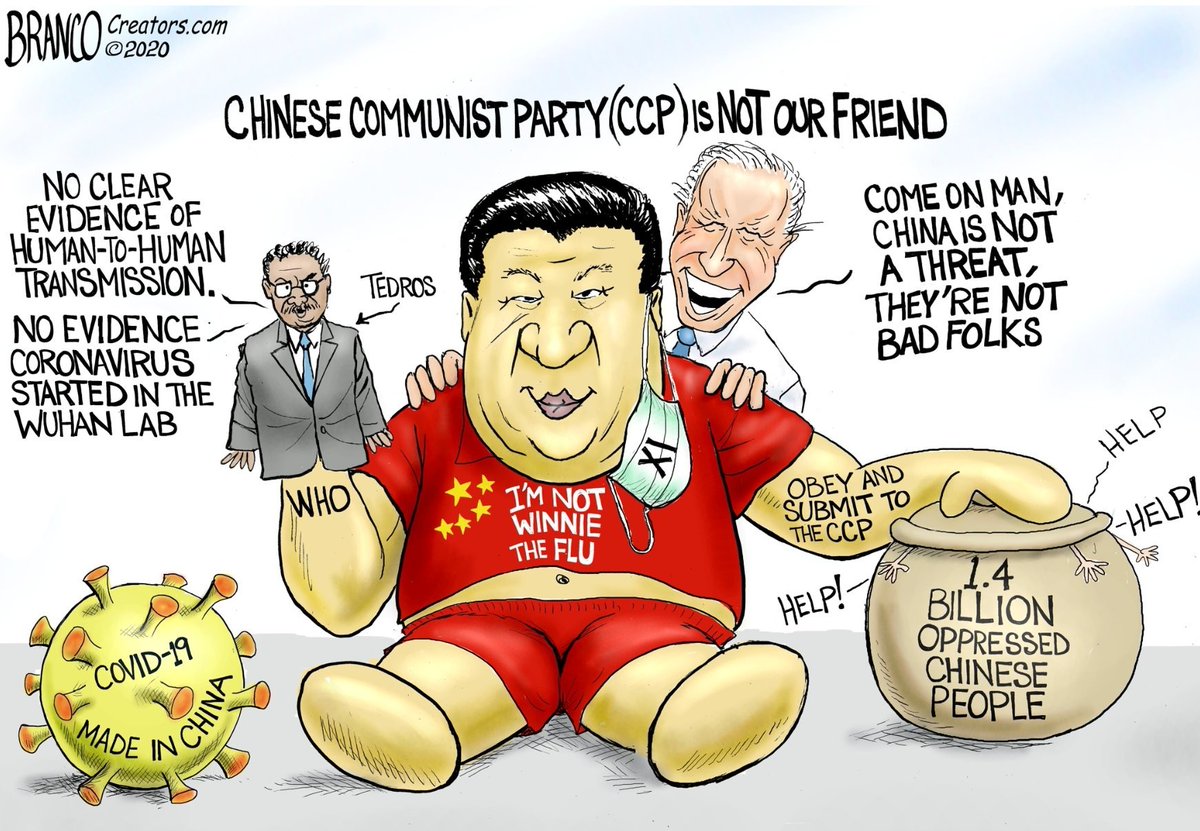 BRANCO
Creators.com
©2020
CHINESE COMMUNIST PARTY (CCP) IS NOT OUR FRIEND
NO CLEAR
EVIDENCE OF
HUMAN-TO-HUMAN
TRANSMISSION.
NO EVIDENCE
CORONAVIRUS
STARTED IN THE
WUHAN LAB
TEDROS
COME ON MAN,
CHINA IS NOT
A THREAT,
THEY'RE NOT
BAD FOLKS
WHO
XI
I'M NOT
WINNIE
THE FLU
OBEY AND
SUBMIT TO
THE CCP
HELP
HELP!
HELP!
1.4
BILLION
OPPRESSED
CHINESE
PEOPLE
COVID-19
MADE IN CHINA